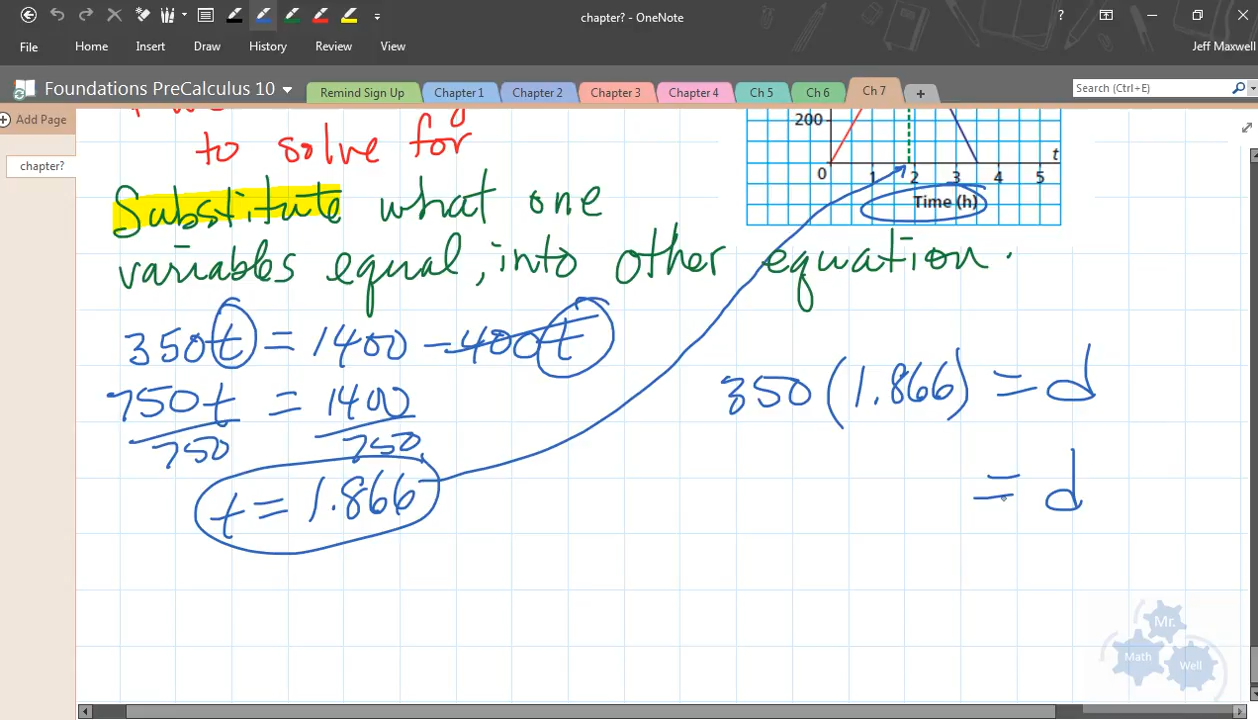 chapter? - OneNote
?
File
Home
Insert
Draw
History
Review
View
Jeff Maxwell
Foundations PreCalculus 10
Remind Sign Up
Chapter 1
Chapter 2
Chapter 3
Chapter 4
Ch 5
Ch 6
Ch 7
+
Search (Ctrl+E)
Add Page
chapter?
to solve for
200
0 1 2 3 4 5 t
Time (h)
Substitute what one
variables equal, into other equation.
350t = 1400 - 400t
750t = 1400
750 750
t = 1.866
350(1.866) = d
= d
Mr.
Math
Well